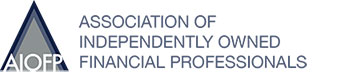 AIOFP
ASSOCIATION OF
INDEPENDENTLY OWNED
FINANCIAL PROFESSIONALS